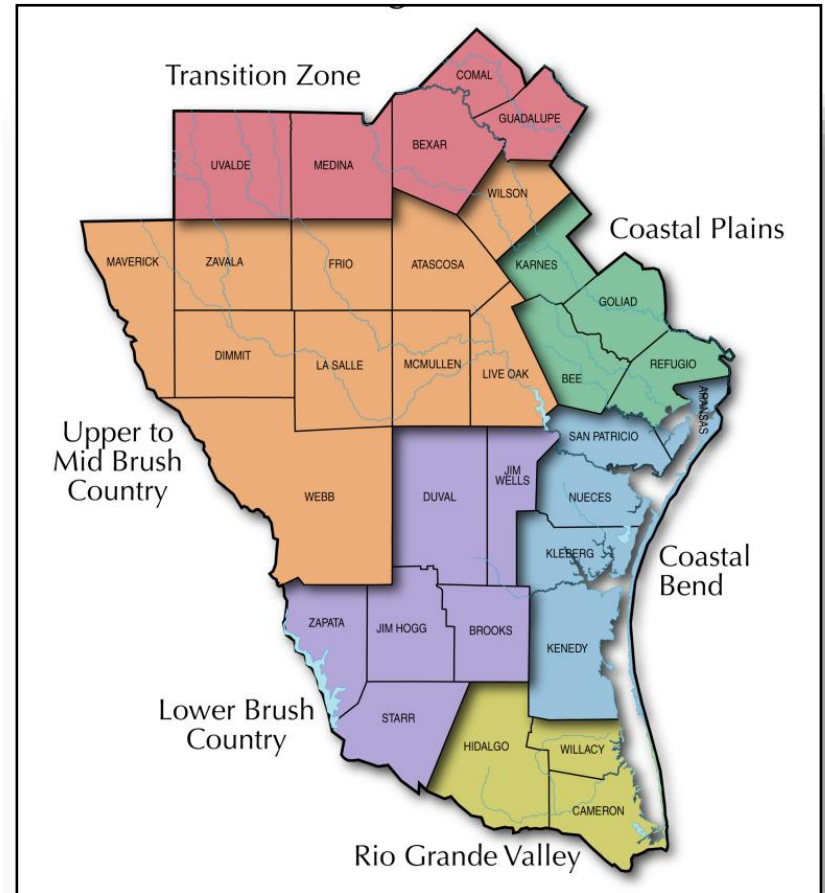 Transition Zone
COMAL
GUADALUPE
BEXAR
UVALDE
MEDINA
WILSON
Coastal Plains
MAVERICK
ZAVALA
FRIO
ATASCOSA
KARNES
GOLIAD
DIMMIT
LA SALLE
MCMULLEN
LIVE OAK
BEE
REFUGIO
ARANSAS
Upper to
Mid Brush
Country
SAN PATRICIO
WEBB
DUVAL
JIM
WELLS
NUECES
KLEBERG
Coastal
Bend
ZAPATA
JIM HOGG
BROOKS
KENEDY
Lower Brush
Country
STARR
HIDALGO
WILLACY
CAMERON
Rio Grande Valley